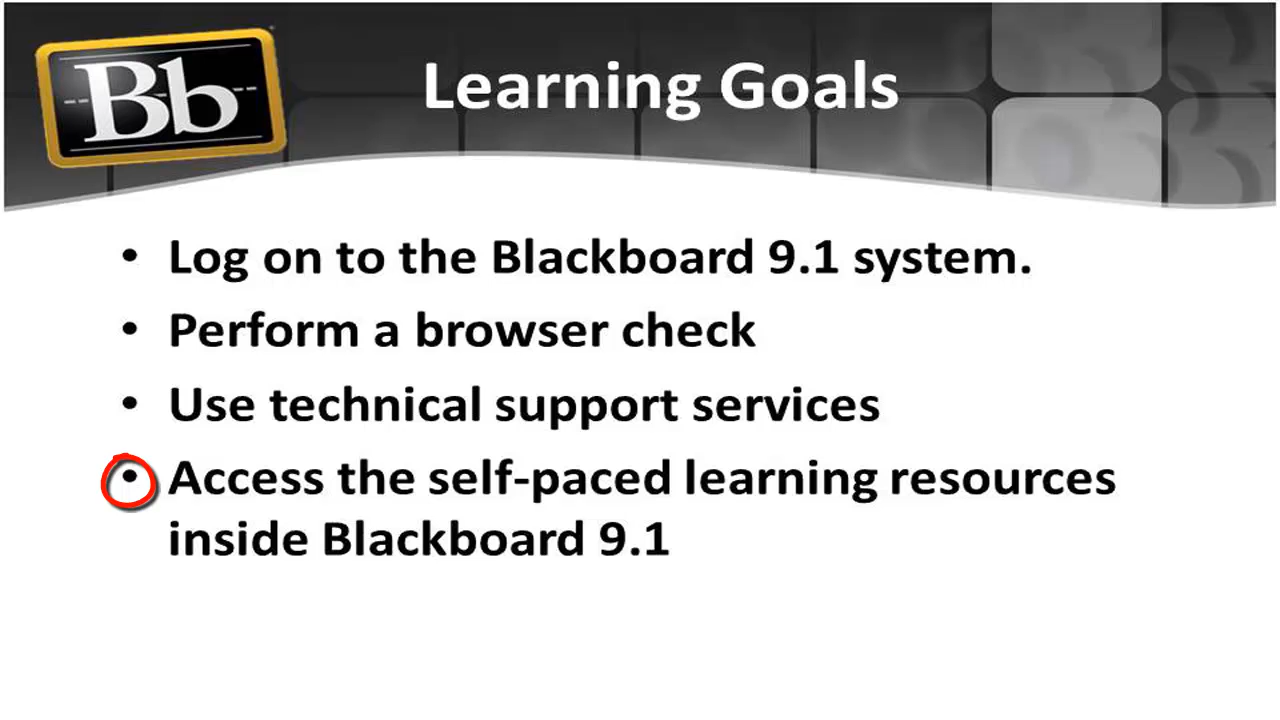 Bb
Learning Goals
• Log on to the Blackboard 9.1 system.
• Perform a browser check
• Use technical support services
• Access the self-paced learning resources
inside Blackboard 9.1